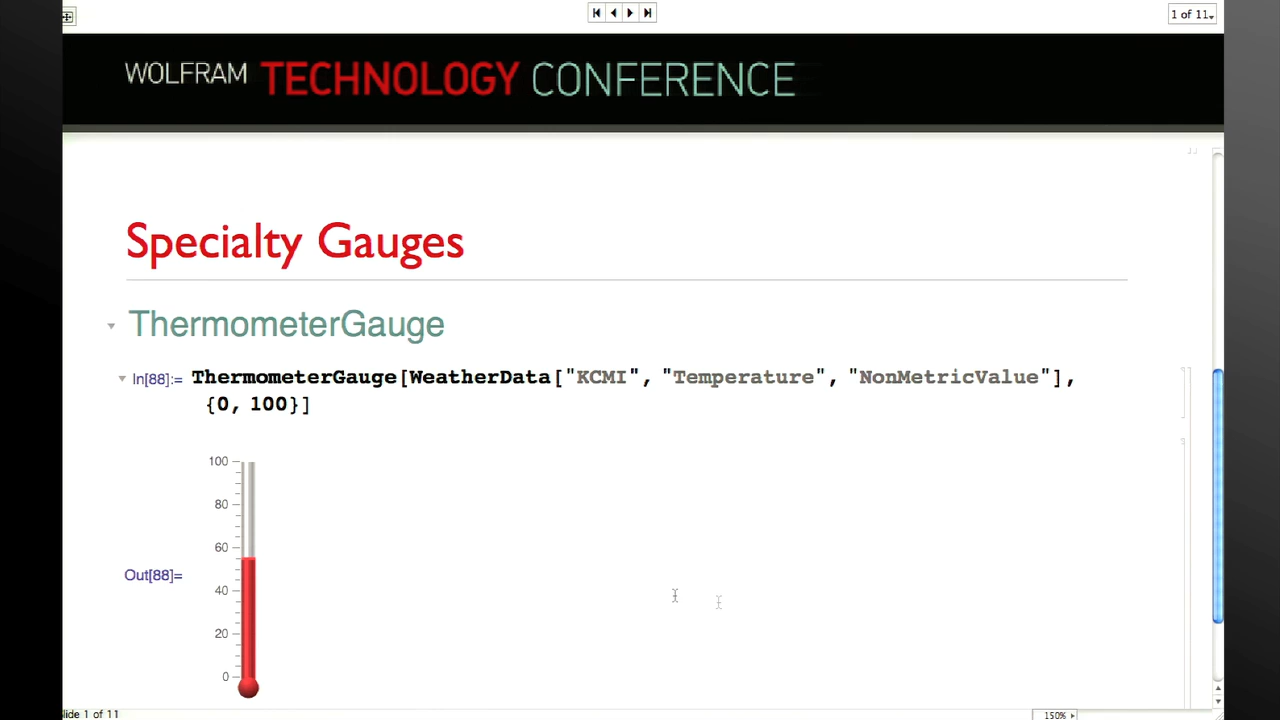 1 of 11
WOLFRAM TECHNOLOGY CONFERENCE
Specialty Gauges
ThermometerGauge
In[88]:= ThermometerGauge[WeatherData["KCMI", "Temperature", "NonMetricValue"],
{0, 100}]
100
80
60
Out[88]=
40
20
0
lide 1 of 11
150%